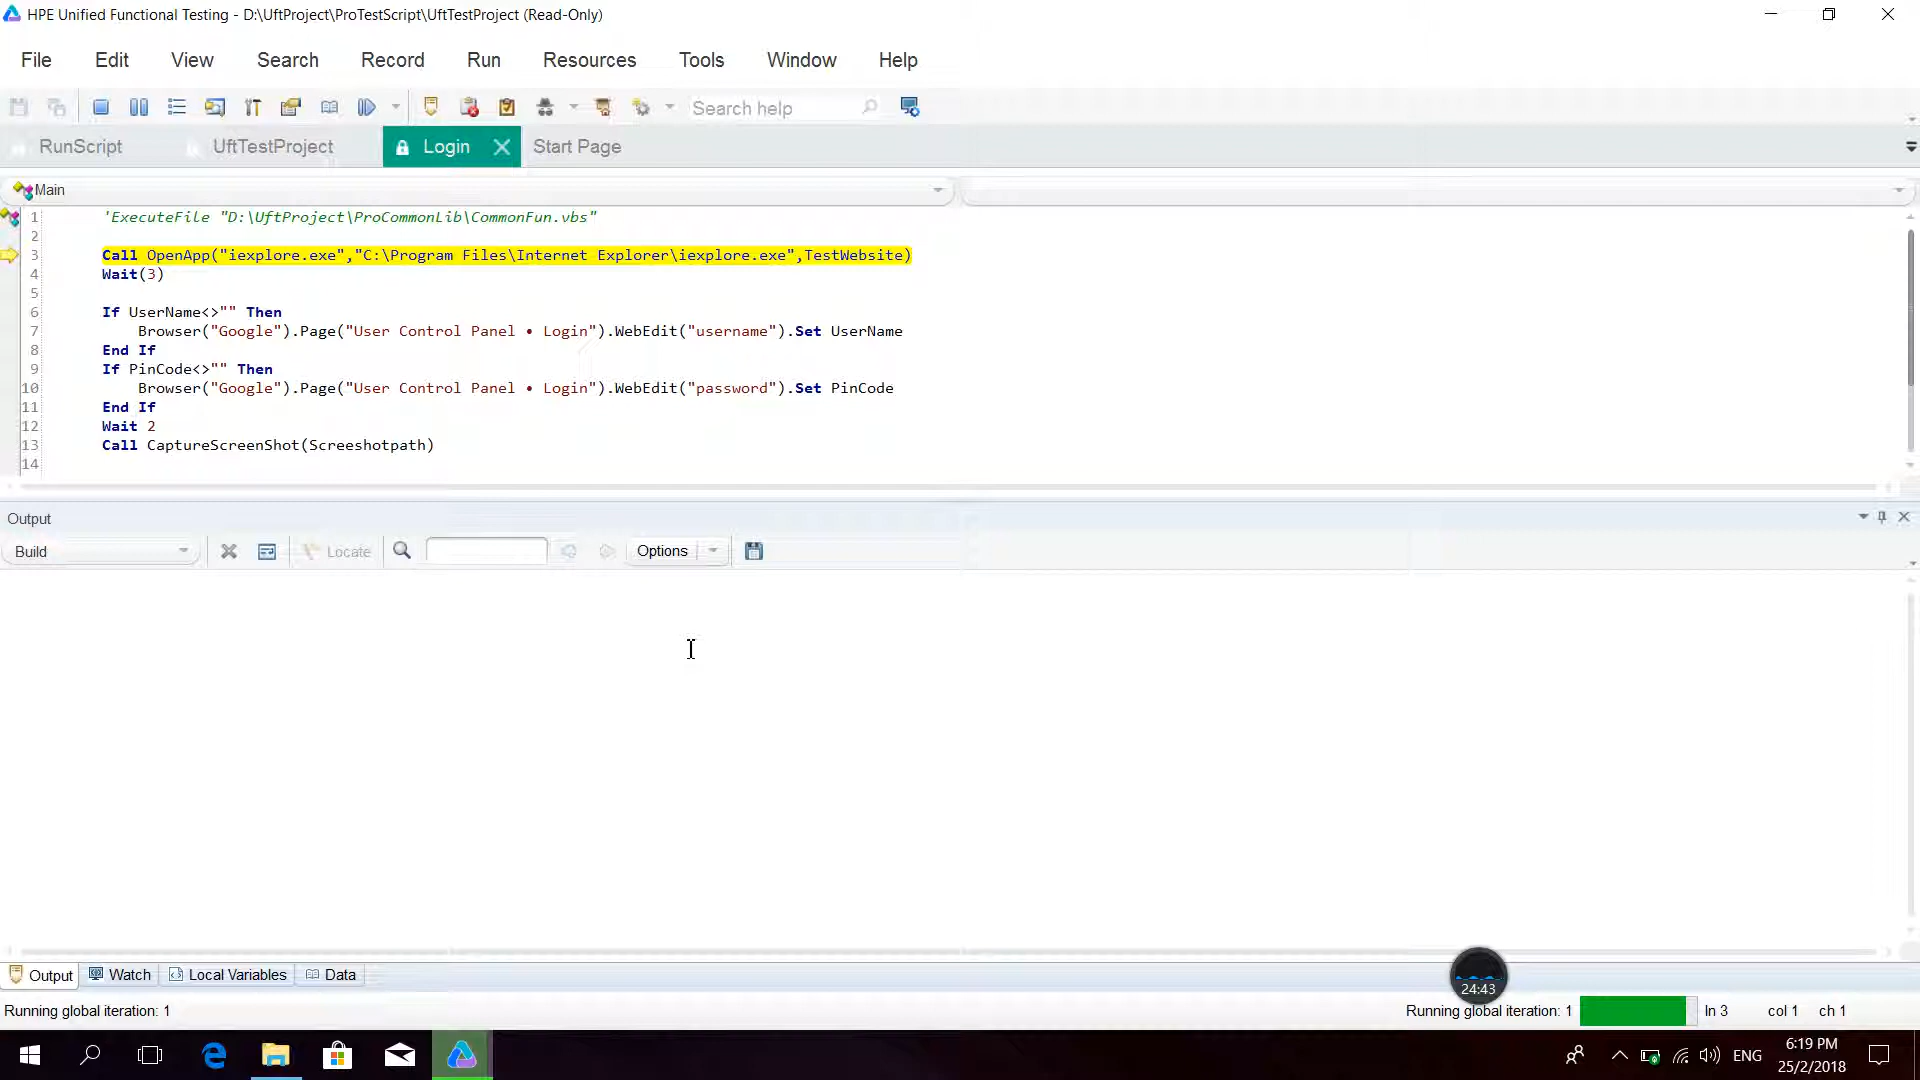 HPE Unified Functional Testing - D:\UftProject\ProTestScript\UftTestProject (Read-Only)
File Edit View Search Record Run Resources Tools Window Help
Search help
RunScript UftTestProject Login Start Page
Main
1 'ExecuteFile "D:\UftProject\ProCommonLib\CommonFun.vbs"
2
3 Call OpenApp("iexplore.exe","C:\Program Files\Internet Explorer\iexplore.exe",TestWebsite)
4 Wait(3)
5
6 If UserName<>"" Then
7 Browser("Google").Page("User Control Panel • Login").WebEdit("username").Set UserName
8 End If
9 If PinCode<>"" Then
10 Browser("Google").Page("User Control Panel • Login").WebEdit("password").Set PinCode
11 End If
12 Wait 2
13 Call CaptureScreenShot(Screeshotpath)
14
Output
Build Locate Options
Output Watch Local Variables Data
24:43
Running global iteration: 1 Running global iteration: 1 ln 3 col 1 ch 1
ENG 6:19 PM
25/2/2018